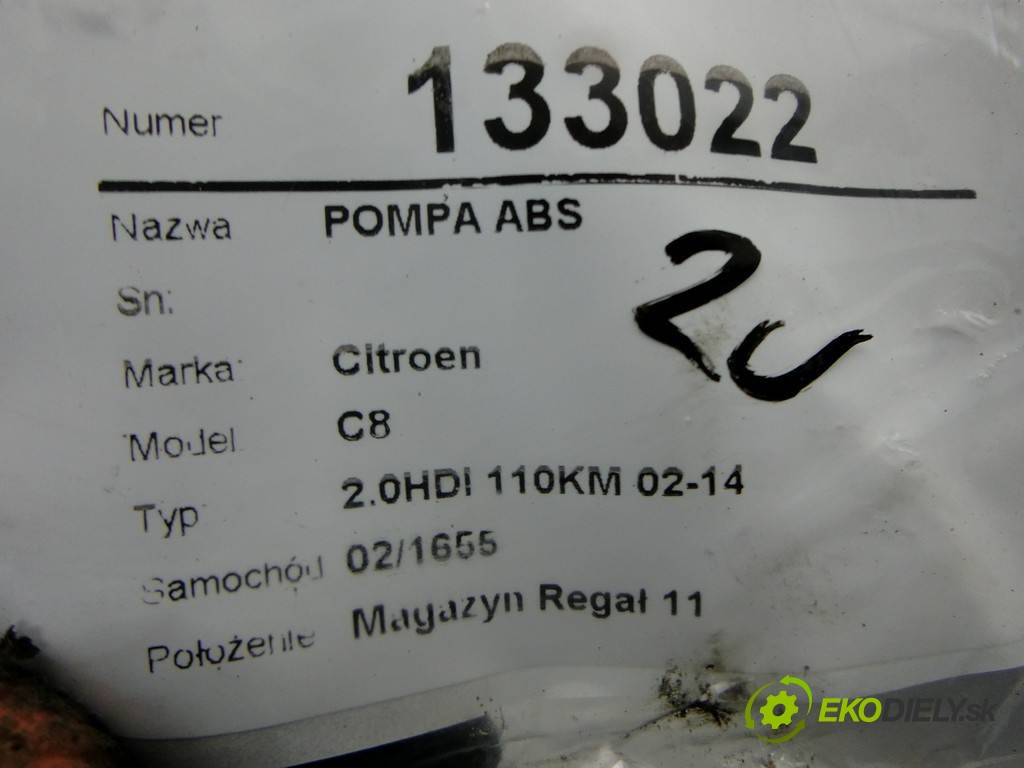 Numer 133022
Nazwa POMPA ABS
Sn:
Marka Citroen
Model C8
Typ 2.0HDI 110KM 02-14
Samochód 02/1655
Położenie Magazyn Regał 11
EKODIELY.sk